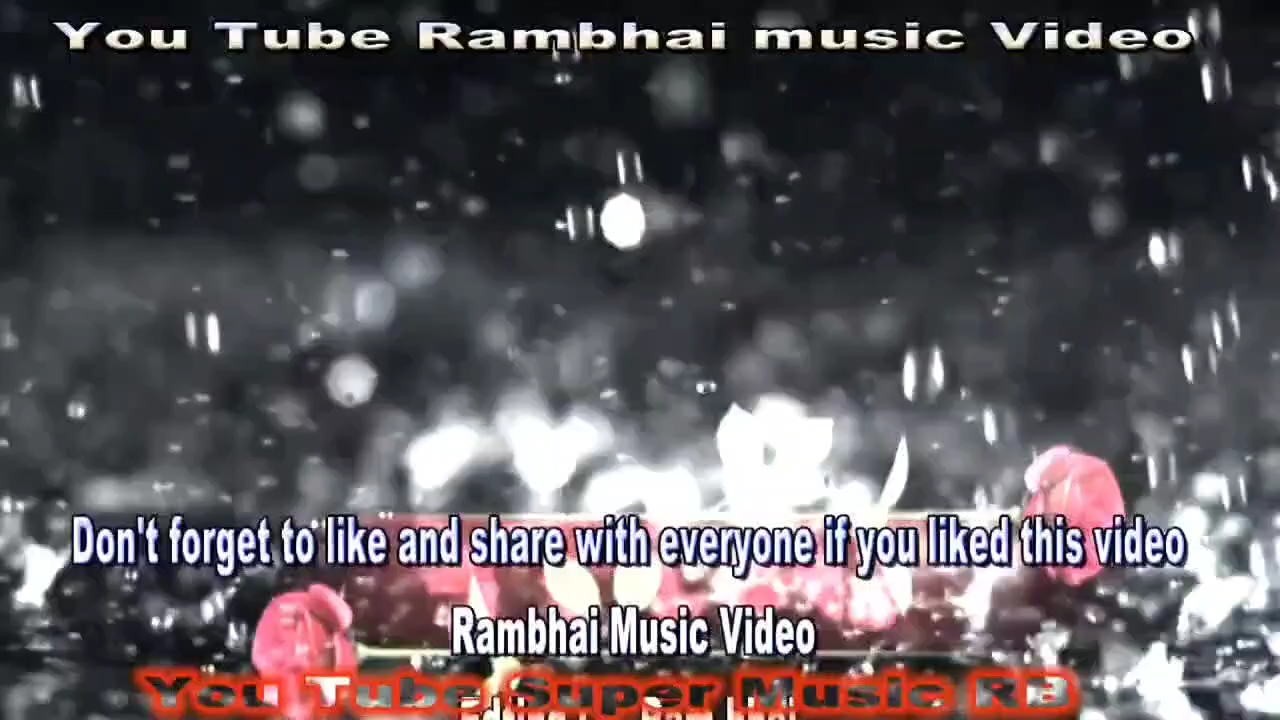 You Tube Rambhai music Video
Don't forget to like and share with everyone if you liked this video
Rambhai Music Video
You Tube Super Music RB